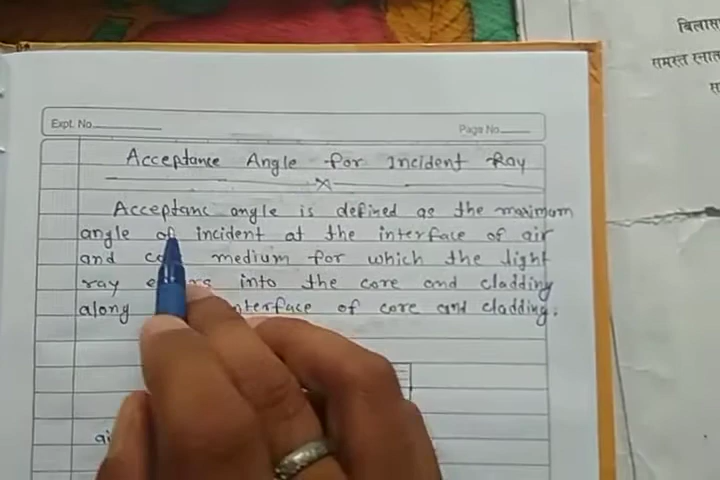 बिलास
समस्त स्नात
स
Expt. No.
Page No.
Acceptance Angle for Incident Ray
Acceptanc angle is defined as the maximum
angle of incident at the interface of air
and medium for which the light
ray into the core and cladding
along interface of core and cladding.